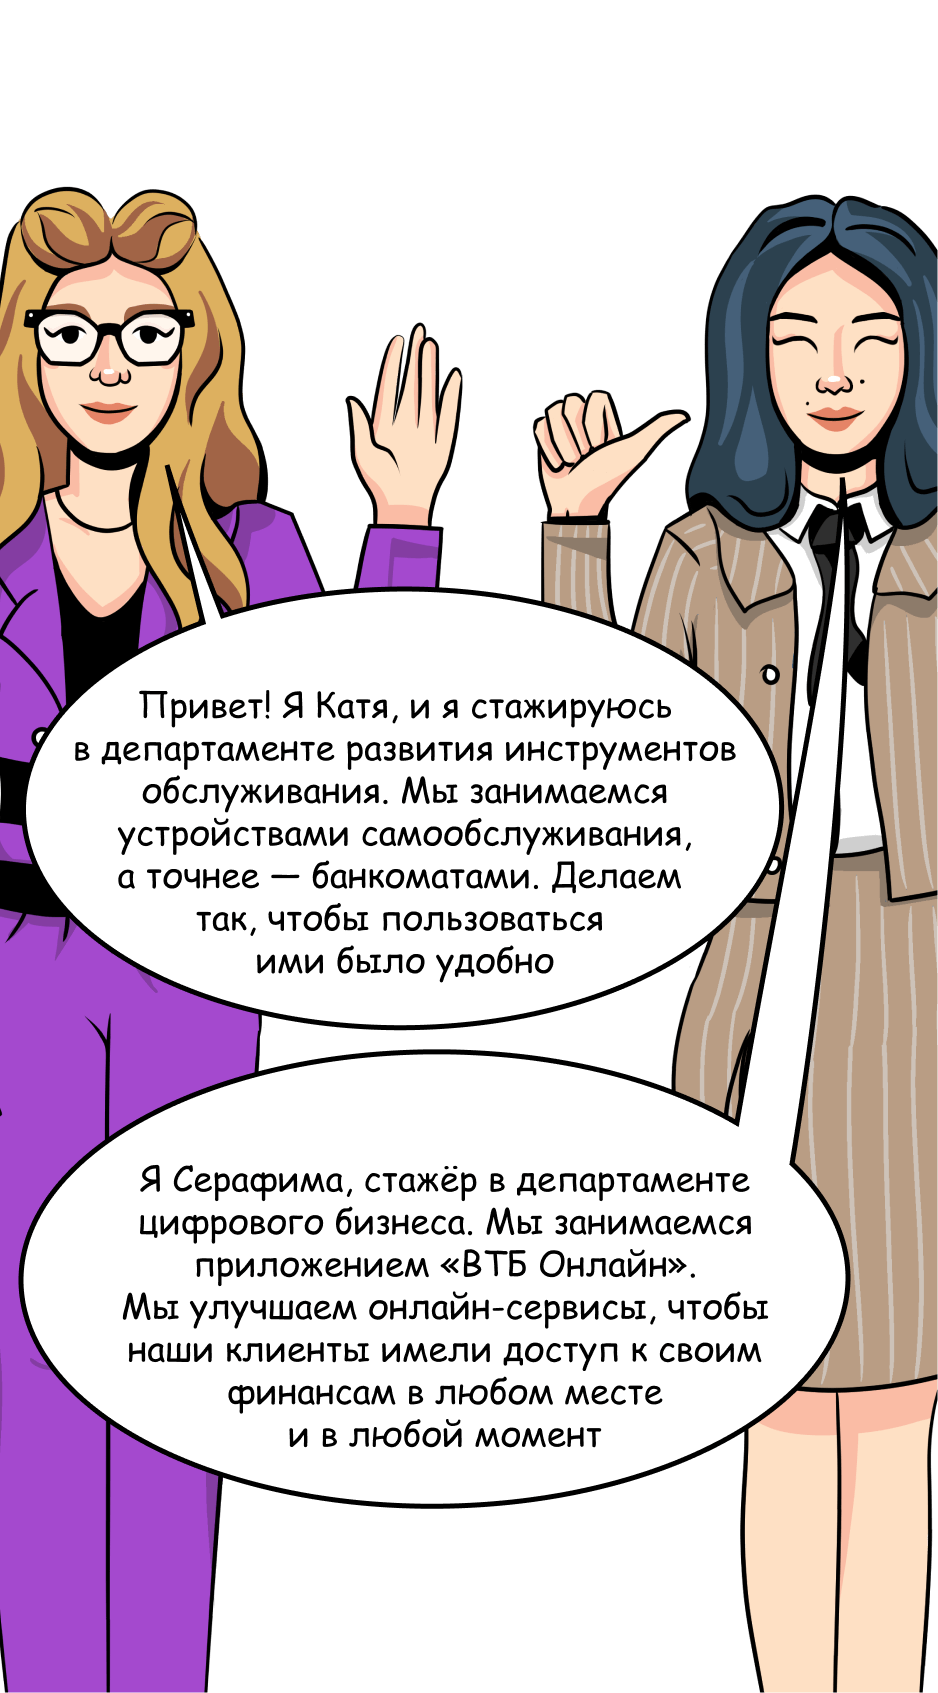 Привет! Я Катя, и я стажируюсь
в департаменте развития инструментов
обслуживания. Мы занимаемся
устройствами самообслуживания,
а точнее — банкоматами. Делаем
так, чтобы пользоваться
ими было удобно
Я Серафима, стажёр в департаменте
цифрового бизнеса. Мы занимаемся
приложением «ВТБ Онлайн».
Мы улучшаем онлайн-сервисы, чтобы
наши клиенты имели доступ к своим
финансам в любом месте
и в любой момент